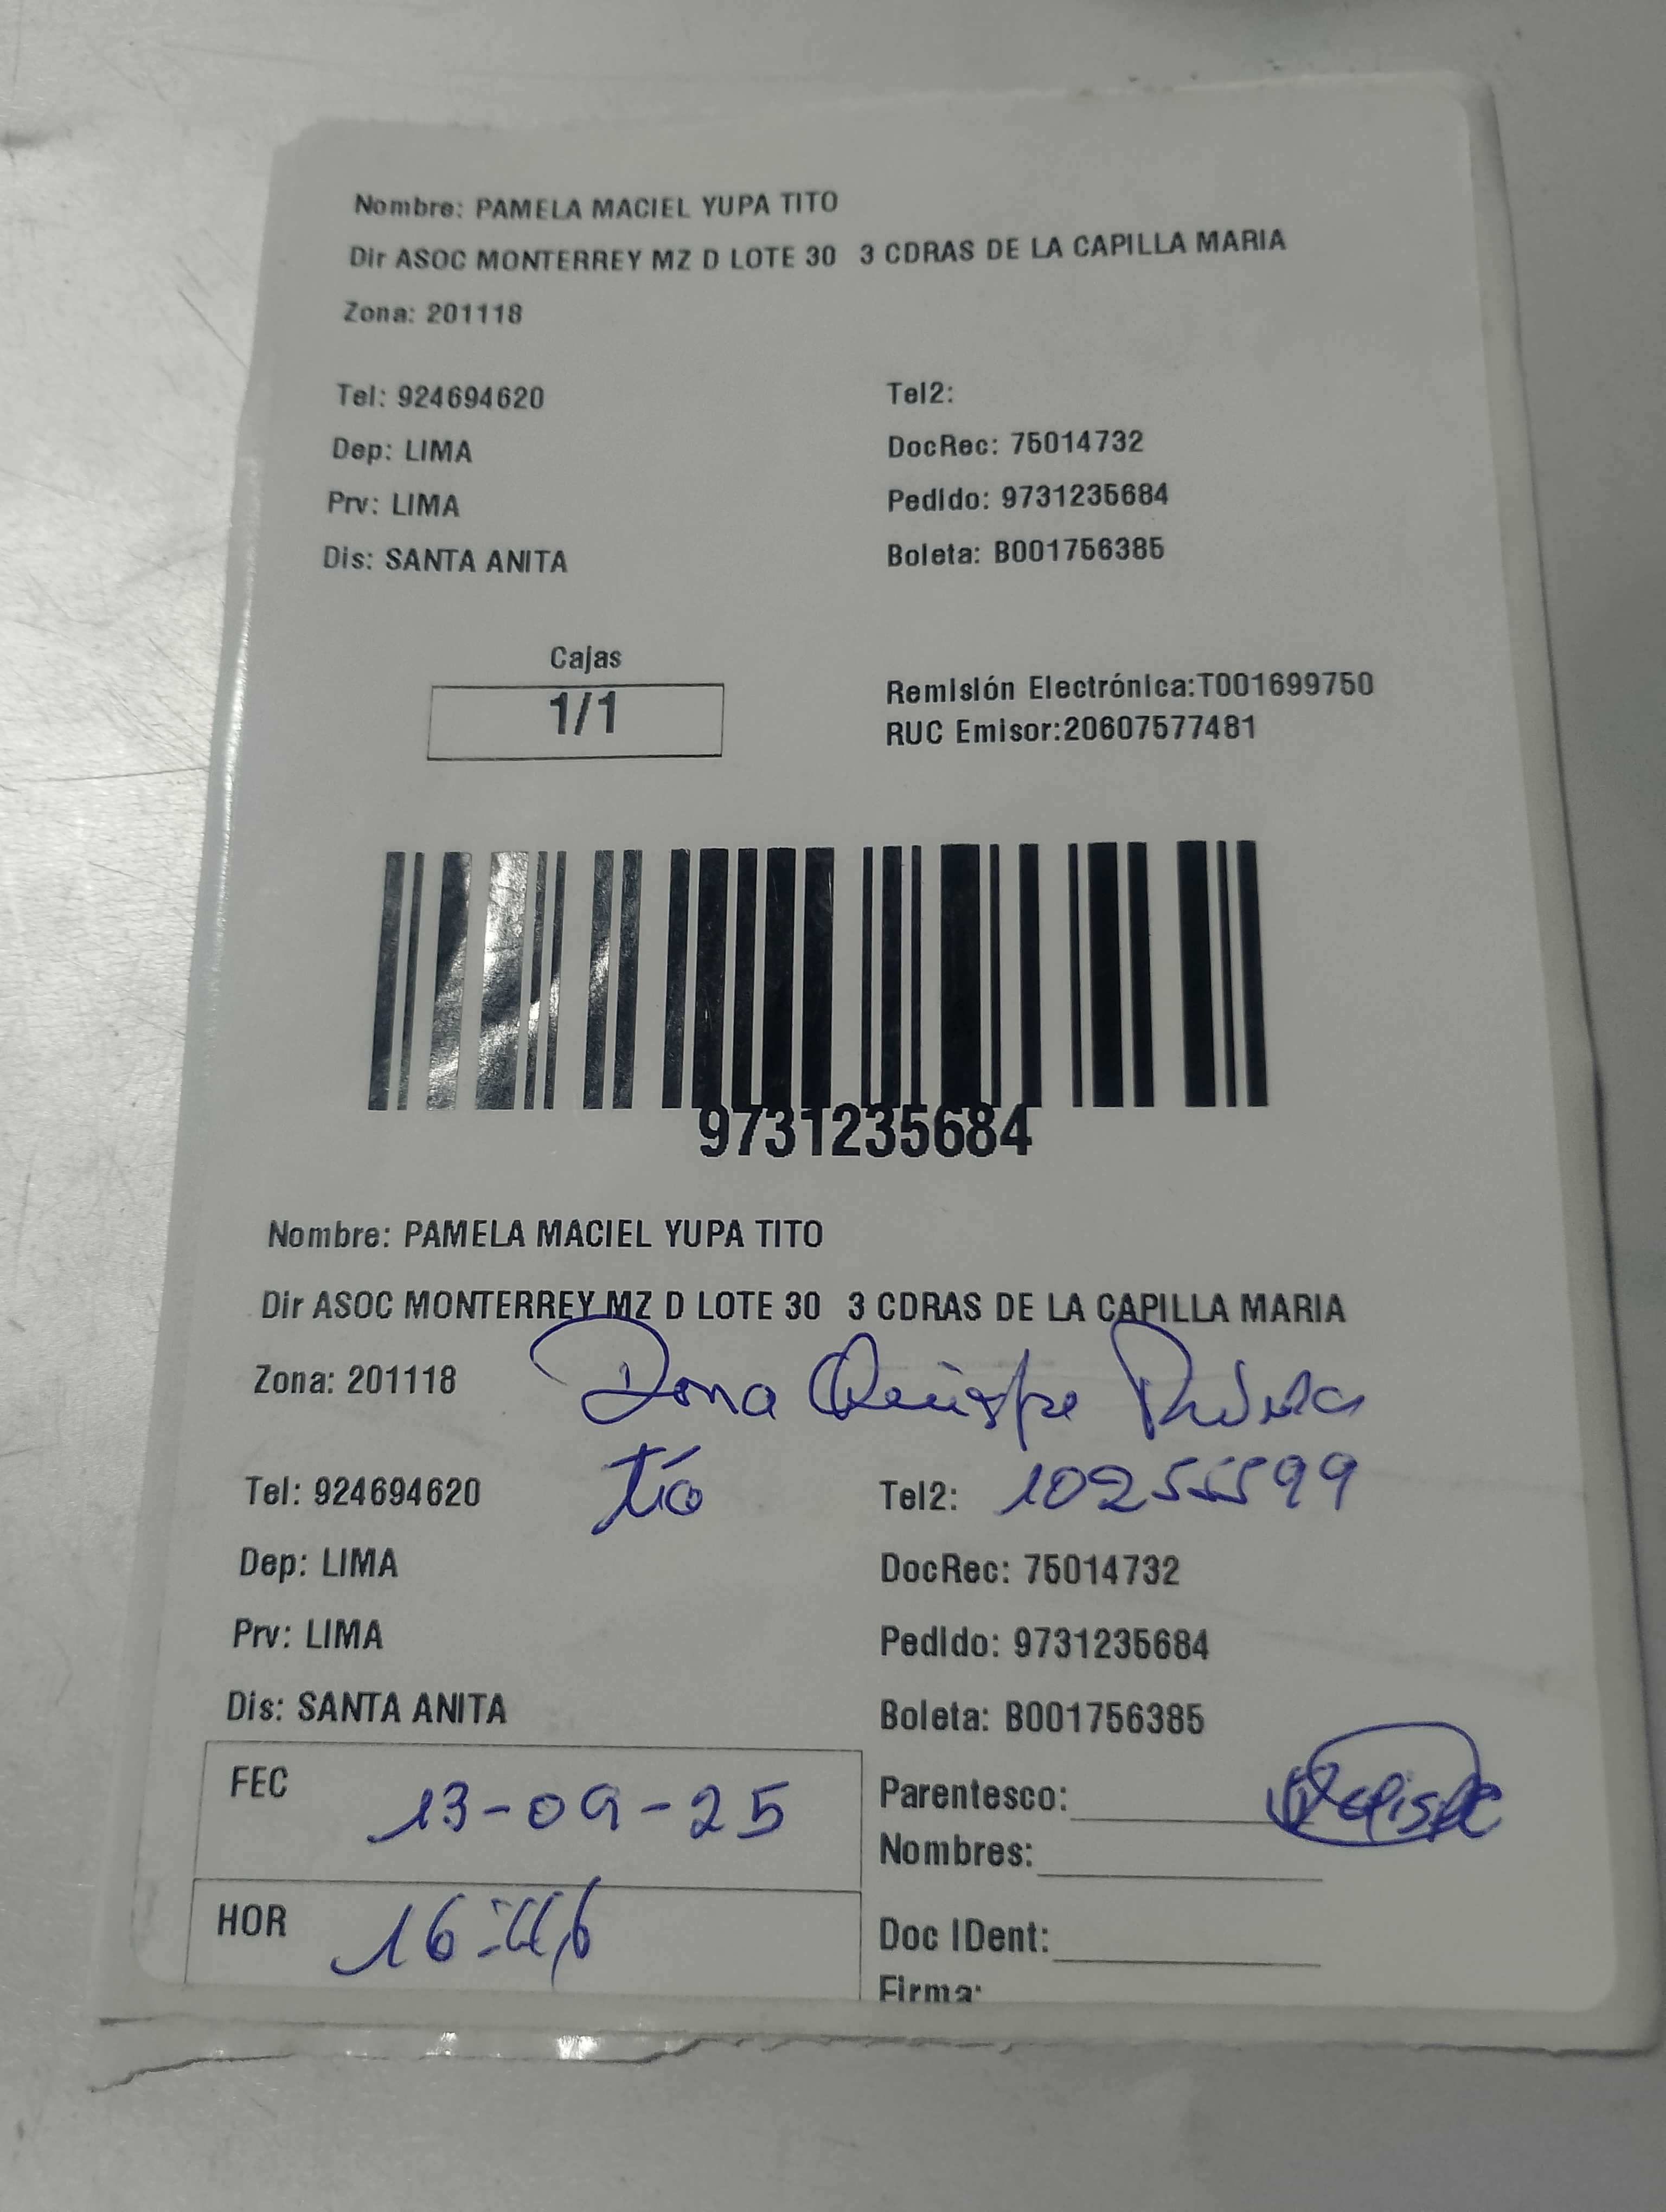 Nombre: PAMELA MACIEL YUPA TITO
Dir ASOC MONTERREY MZ D LOTE 30 3 CDRAS DE LA CAPILLA MARIA
Zona: 201118
Tel: 924694620 Tel2:
Dep: LIMA DocRec: 75014732
Prv: LIMA Pedido: 9731235684
Dis: SANTA ANITA Boleta: B001756385
Cajas
1/1
Remisión Electrónica:T001699750
RUC Emisor:20607577481
9731235684
Nombre: PAMELA MACIEL YUPA TITO
Dir ASOC MONTERREY MZ D LOTE 30 3 CDRAS DE LA CAPILLA MARIA
Zona: 201118 Quispe
Tel: 924694620 tío Tel2: 10255599
Dep: LIMA DocRec: 75014732
Prv: LIMA Pedido: 9731235684
Dis: SANTA ANITA Boleta: B001756385
FEC 13-09-25
Parentesco:
Nombres:
HOR 16:46
Doc IDent:
Firma: